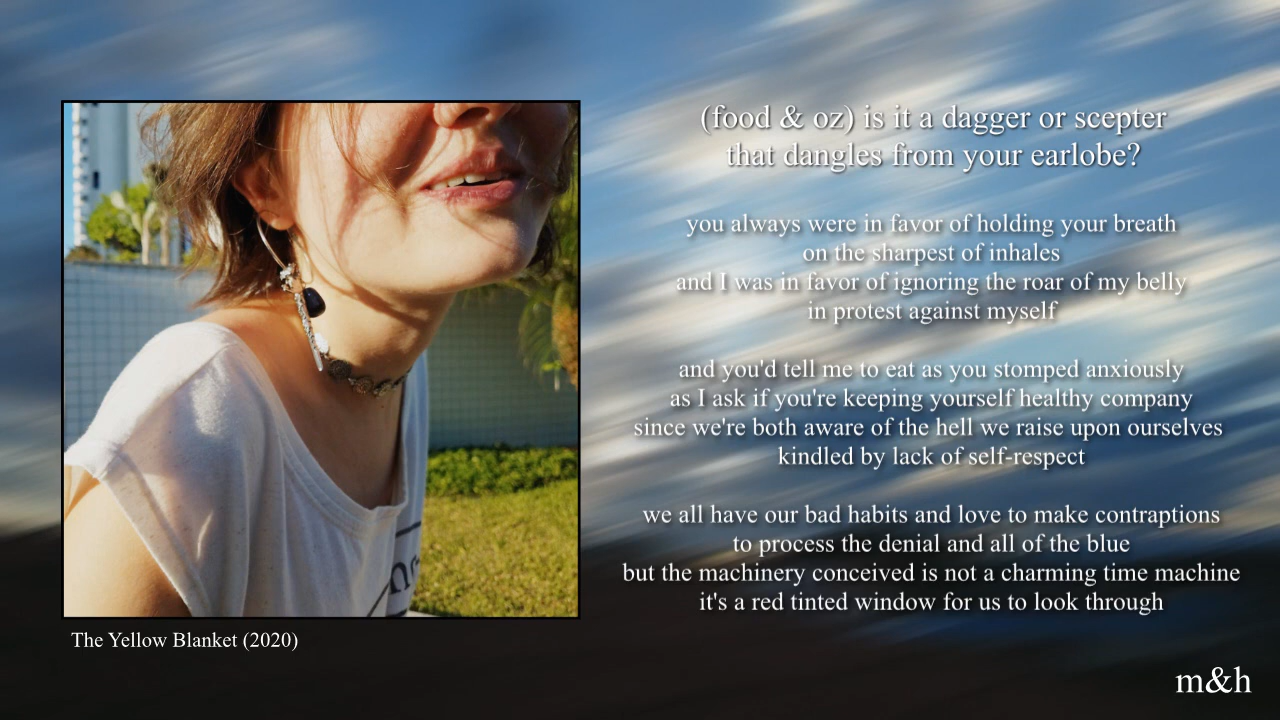 (food & oz) is it a dagger or scepter
that dangles from your earlobe?
you always were in favor of holding your breath
on the sharpest of inhales
and I was in favor of ignoring the roar of my belly
in protest against myself
and you'd tell me to eat as you stomped anxiously
as I ask if you're keeping yourself healthy company
since we're both aware of the hell we raise upon ourselves
kindled by lack of self-respect
we all have our bad habits and love to make contraptions
to process the denial and all of the blue
but the machinery conceived is not a charming time machine
it's a red tinted window for us to look through
The Yellow Blanket (2020)
m&h